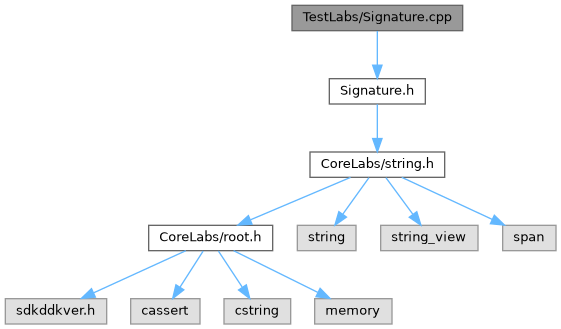 TestLabs/Signature.cpp
Signature.h
CoreLabs/string.h
CoreLabs/root.h
string
string_view
span
sdkddkver.h
cassert
cstring
memory